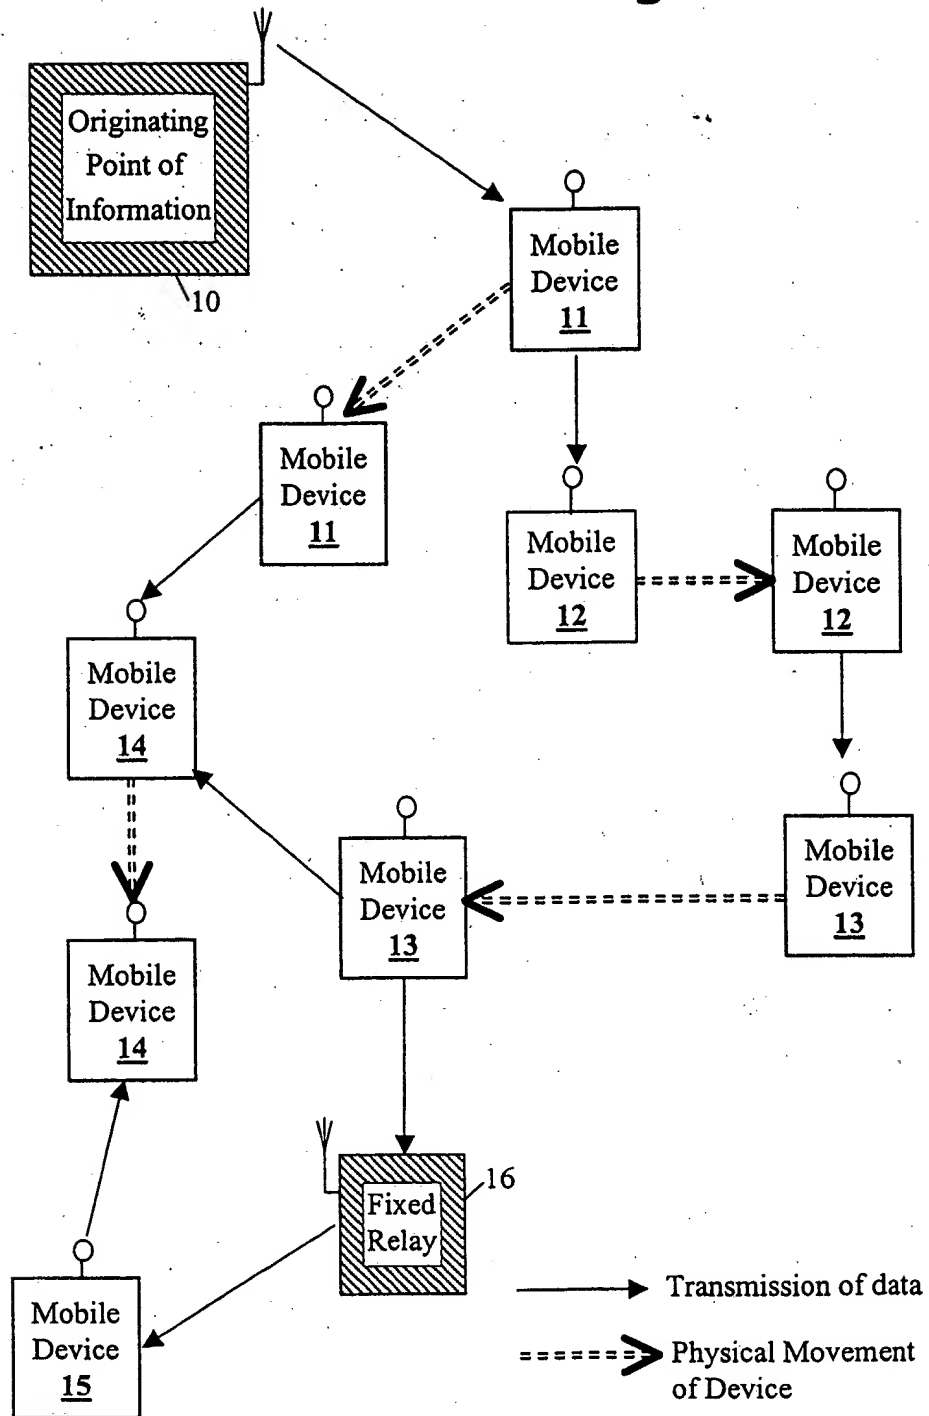 Originating
Point of
Information
10
Mobile
Device
11
Mobile
Device
11
Mobile
Device
12
Mobile
Device
12
Mobile
Device
14
Mobile
Device
13
Mobile
Device
13
Mobile
Device
14
16
Fixed
Relay
Mobile
Device
15
Transmission of data
Physical Movement
of Device